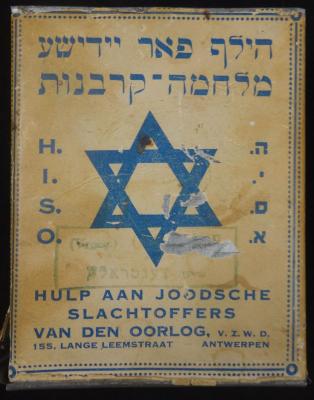 הילף פאר יידישע
מלחמה־קרבנות
H. ה.
I. י.
S. ס.
O. א.
HULP AAN JOODSCHE
SLACHTOFFERS
VAN DEN OORLOG, V.Z.W.D.
155, LANGE LEEMSTRAAT ANTWERPEN